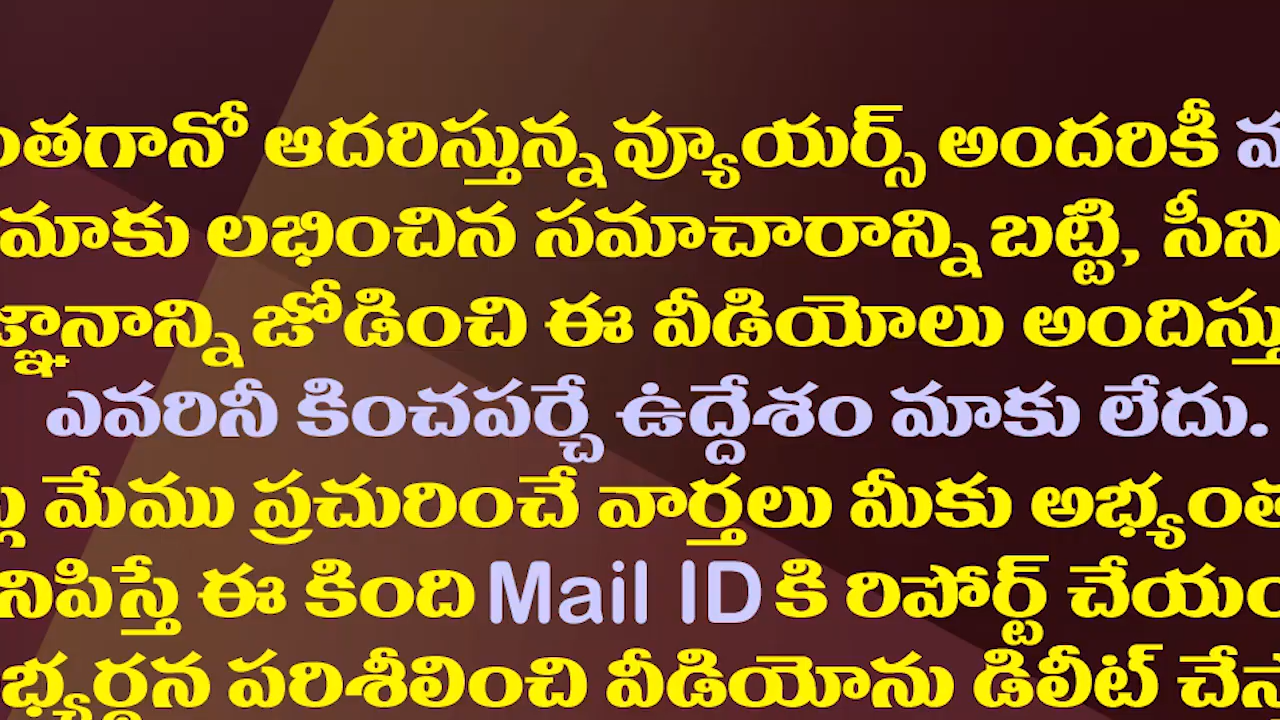 ఆదరిస్తున్న వ్యూయర్స్ అందరికీ
మాకు లభించిన సమాచారాన్ని బట్టి,
జోడించి ఈ వీడియోలు
ఎవరినీ కించపర్చే ఉద్దేశం మాకు లేదు.
మేము ప్రచురించే వార్తలు మీకు
ఈ కింది Mail ID కి రిపోర్ట్
పరిశీలించి వీడియోను డిలీట్